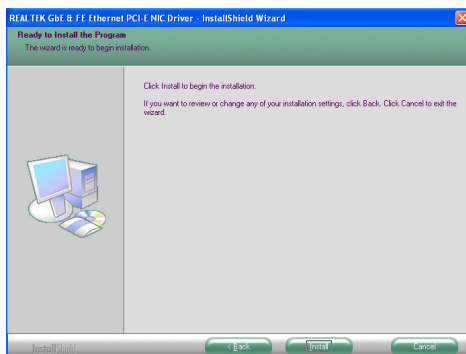 REALTEK GbE & FE Ethernet PCI-E NIC Driver - InstallShield Wizard
Ready to Install the Program
The wizard is ready to begin installation.
Click Install to begin the installation.
If you want to review or change any of your installation settings, click Back. Click Cancel to exit the
wizard.
InstallShield
< Back
Install
Cancel